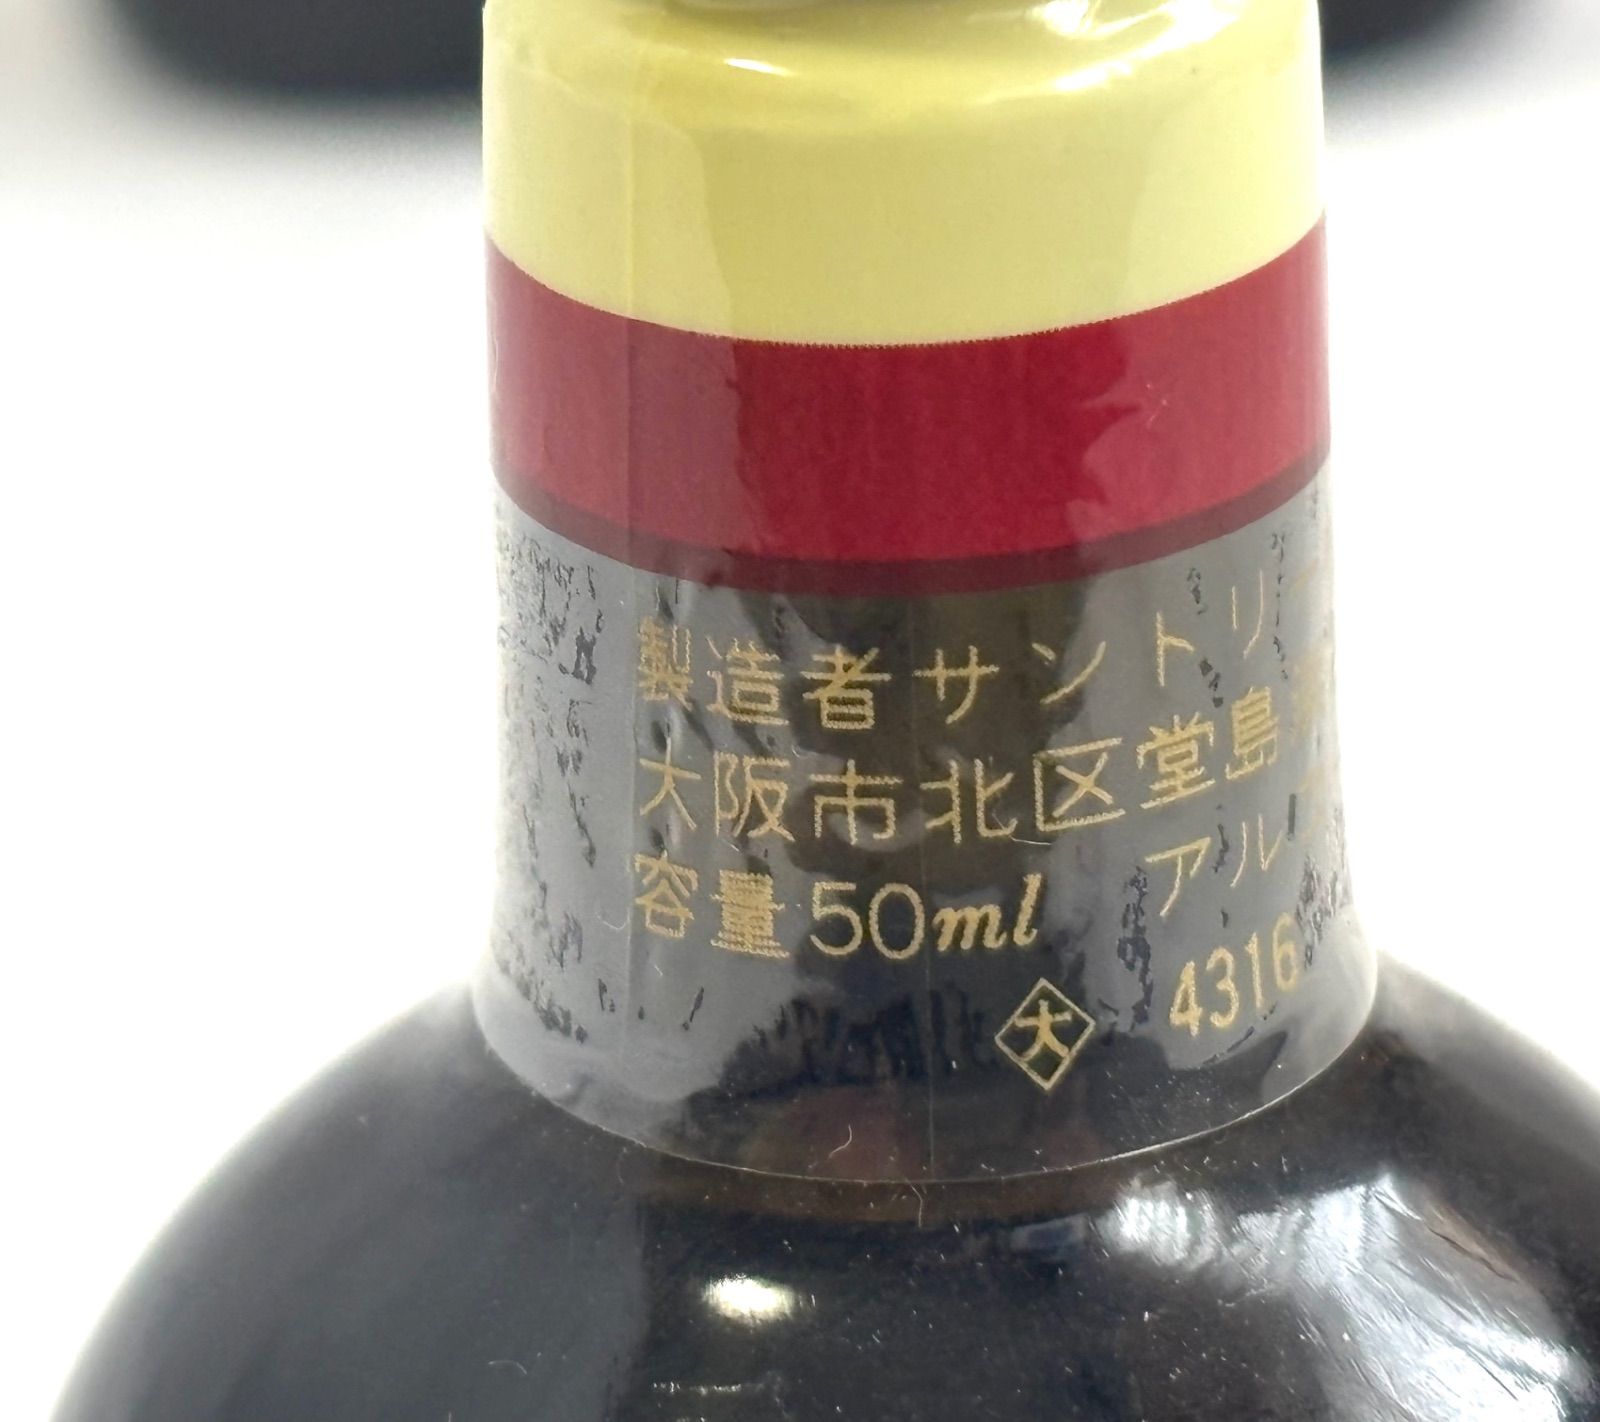 製造者サントリー
大阪市北区堂島
容量50ml アル
大 4316